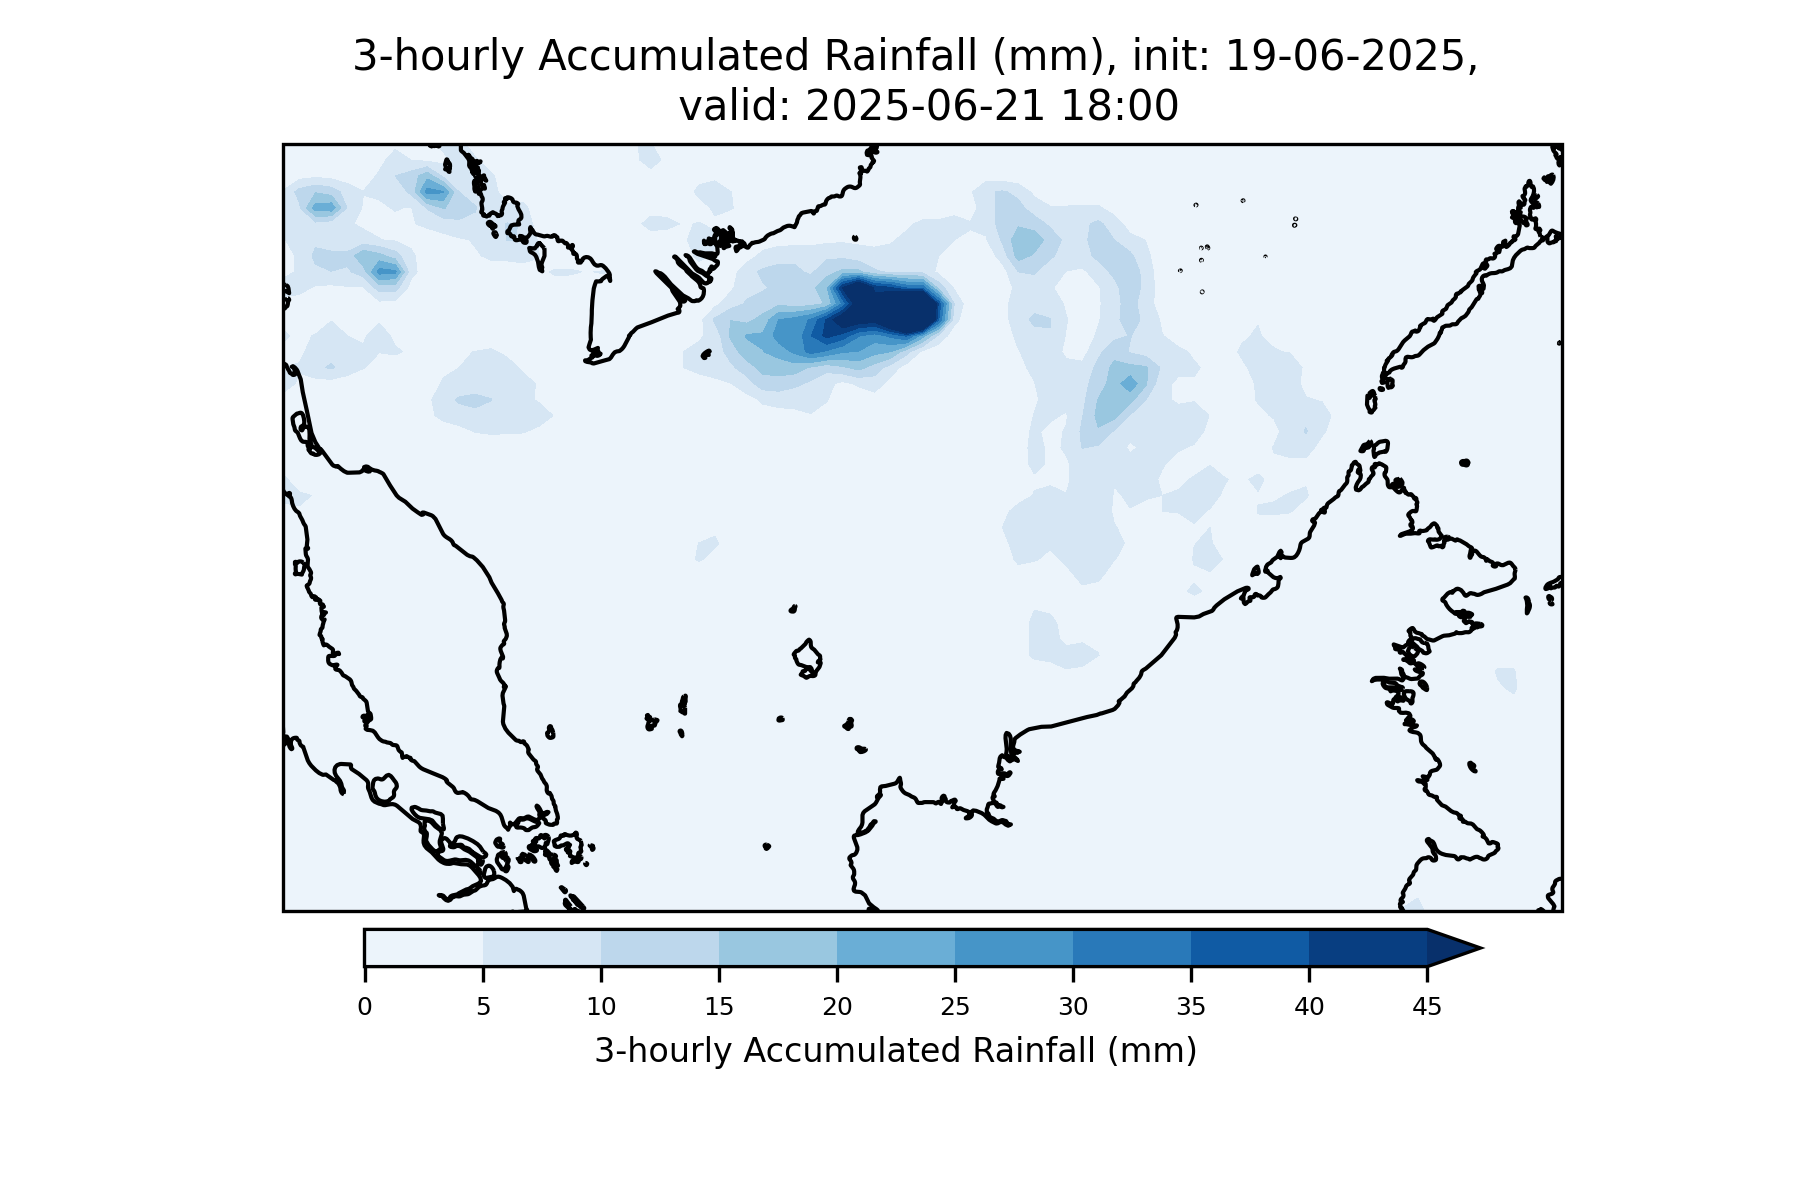 3-hourly Accumulated Rainfall (mm), init: 19-06-2025,
valid: 2025-06-21 18:00
0 5 10 15 20 25 30 35 40 45
3-hourly Accumulated Rainfall (mm)